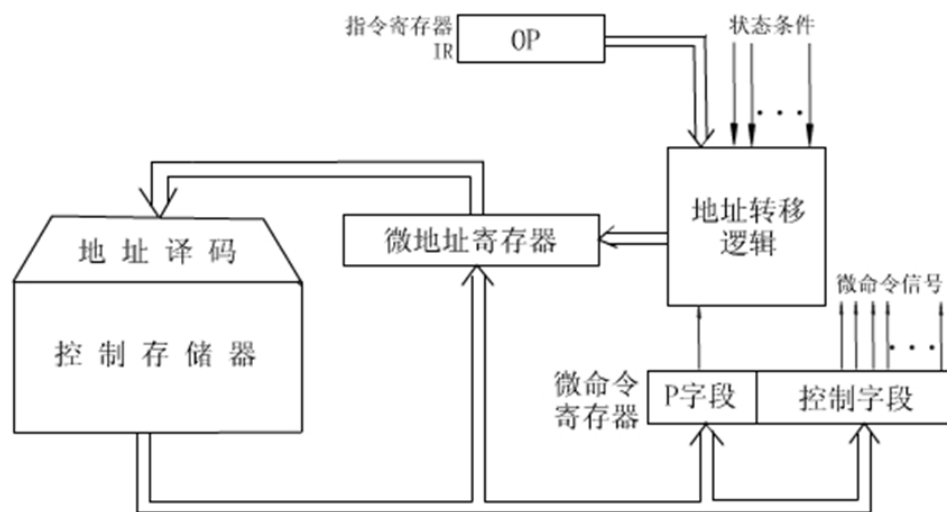 指令寄存器
IR
OP
状态条件
地址转移
逻辑
微地址寄存器
地址译码
控制存储器
微命令信号
微命令
寄存器
P字段
控制字段